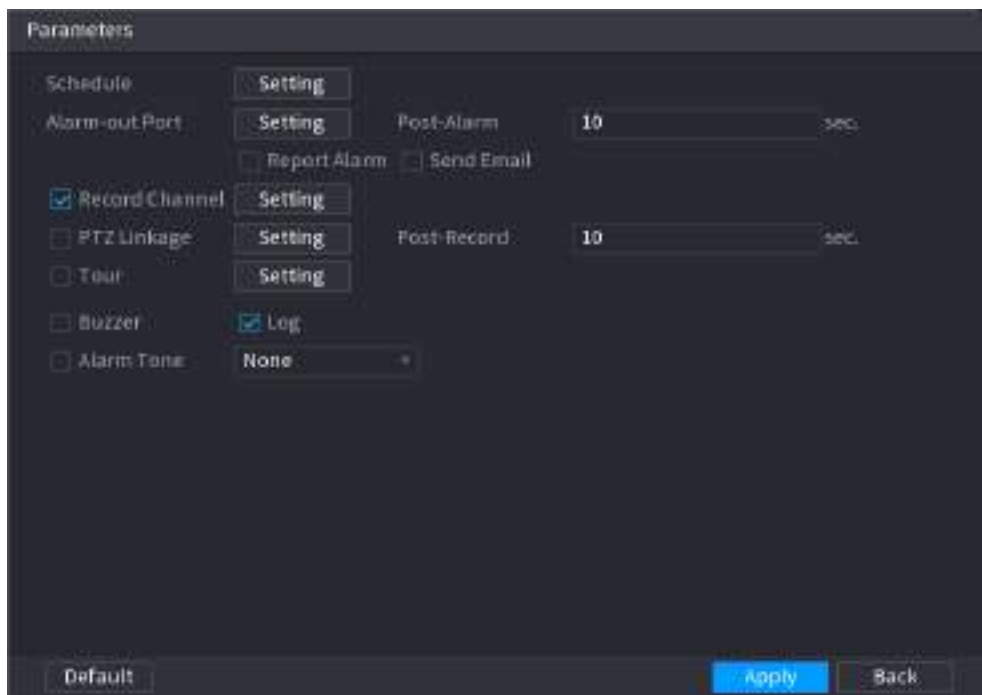 Parameters
Schedule Setting
Alarm-out Port Setting Post-Alarm 10 sec.
Report Alarm Send Email
Record Channel Setting
PTZ Linkage Setting Post-Record 10 sec.
Tour Setting
Buzzer Log
Alarm Tone None
Default Apply Back